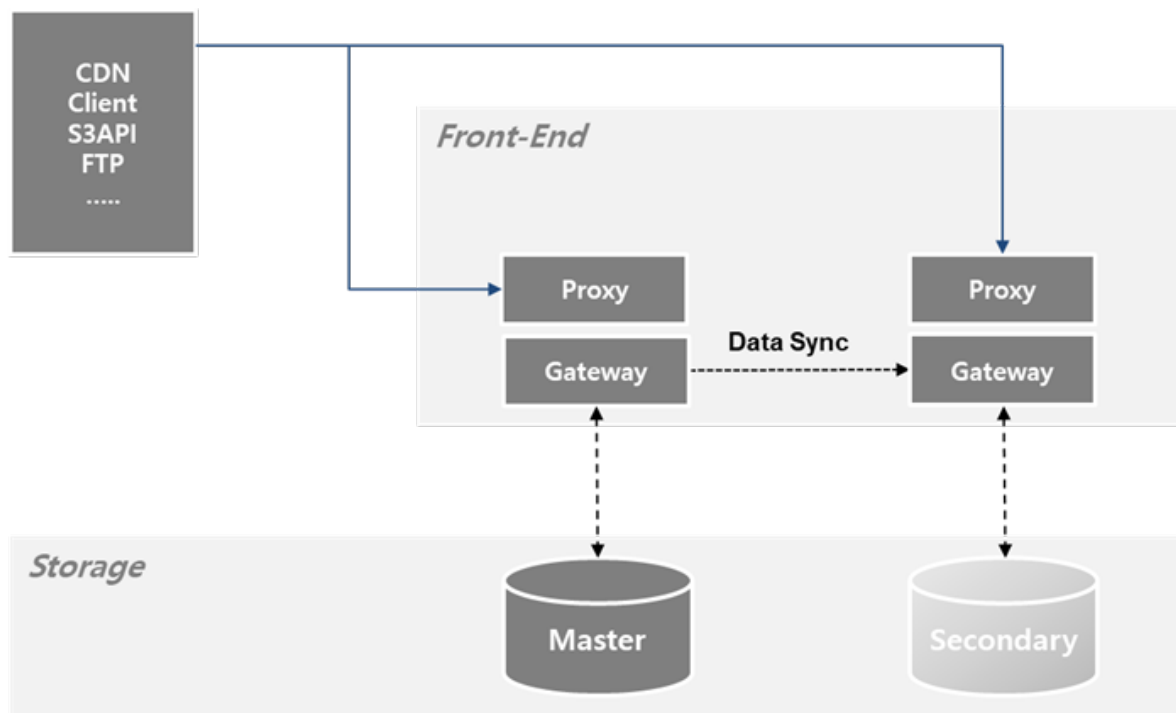 CDN
Client
S3API
FTP
.....
Front-End
Proxy
Proxy
Data Sync
Gateway
Gateway
Storage
Master
Secondary